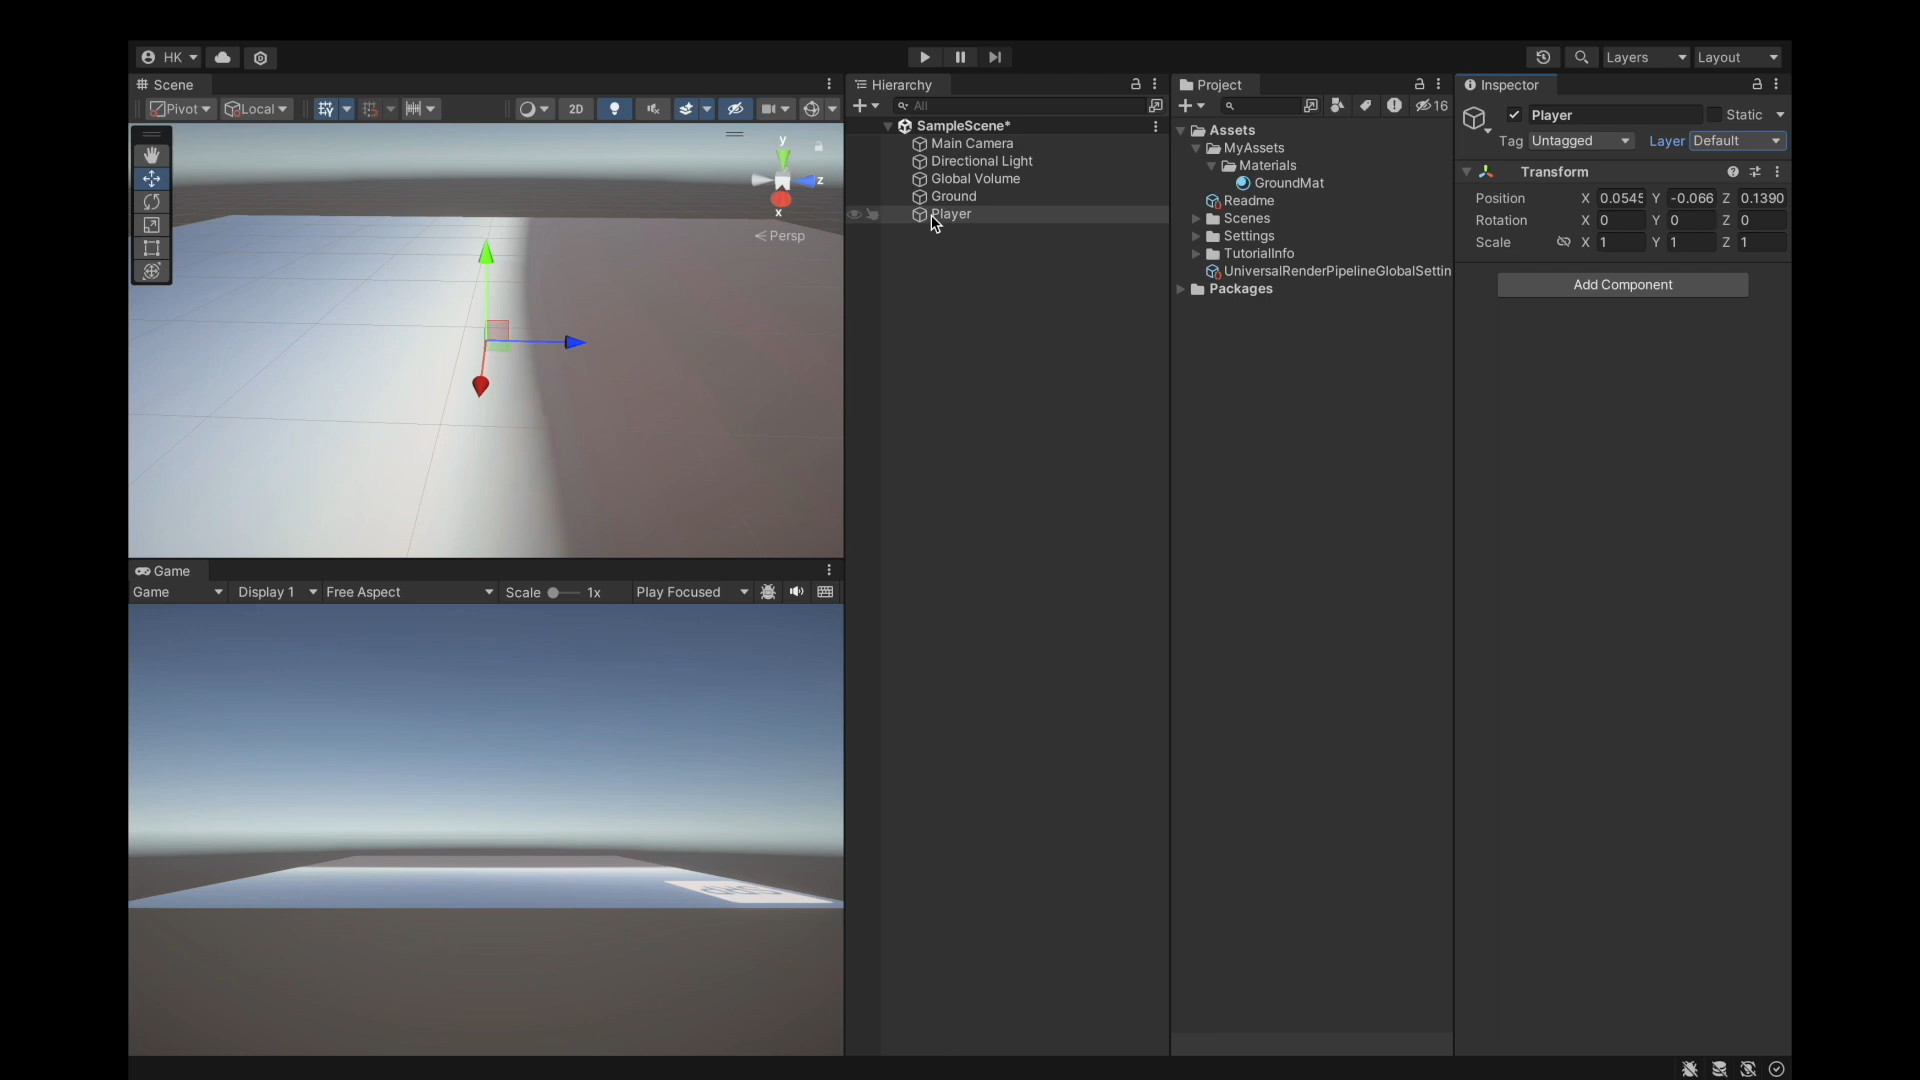 HK
Layers
Layout
Scene
Hierarchy
Project
Inspector
Pivot
Local
2D
All
16
Player
Static
Tag
Untagged
Layer
Default
y
z
x
Persp
SampleScene*
Main Camera
Directional Light
Global Volume
Ground
Player
Assets
MyAssets
Materials
GroundMat
Readme
Scenes
Settings
TutorialInfo
UniversalRenderPipelineGlobalSettin
Packages
Transform
Position X 0.0545 Y -0.066 Z 0.1390
Rotation X 0 Y 0 Z 0
Scale X 1 Y 1 Z 1
Add Component
Game
Game
Display 1
Free Aspect
Scale
1x
Play Focused